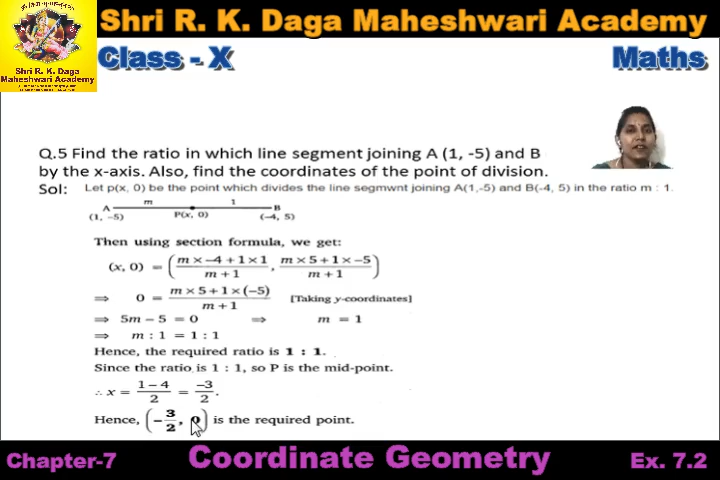 Shri R. K. Daga Maheshwari Academy
Shri R. K. Daga
Maheshwari Academy
Class - X
Maths
Q.5 Find the ratio in which line segment joining A (1, -5) and B
by the x-axis. Also, find the coordinates of the point of division.
Sol: Let p(x, 0) be the point which divides the line segmwnt joining A(1,-5) and B(-4, 5) in the ratio m : 1.
m 1
A B
(1, -5) P(x, 0) (-4, 5)
Then using section formula, we get:
(x, 0) = ( (m × -4 + 1 × 1)/(m + 1) , (m × 5 + 1 × -5)/(m + 1) )
⇒ 0 = (m × 5 + 1 × (-5))/(m + 1) [Taking y-coordinates]
⇒ 5m - 5 = 0 ⇒ m = 1
⇒ m : 1 = 1 : 1
Hence, the required ratio is 1 : 1.
Since the ratio is 1 : 1, so P is the mid-point.
∴ x = (1 - 4)/2 = -3/2.
Hence, (-3/2, 0) is the required point.
Chapter-7 Coordinate Geometry Ex. 7.2